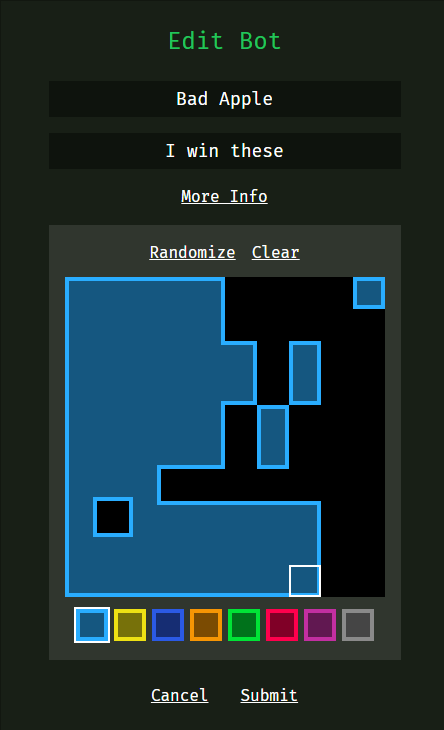 Edit Bot
Bad Apple
I win these
More Info
Randomize Clear
Cancel Submit